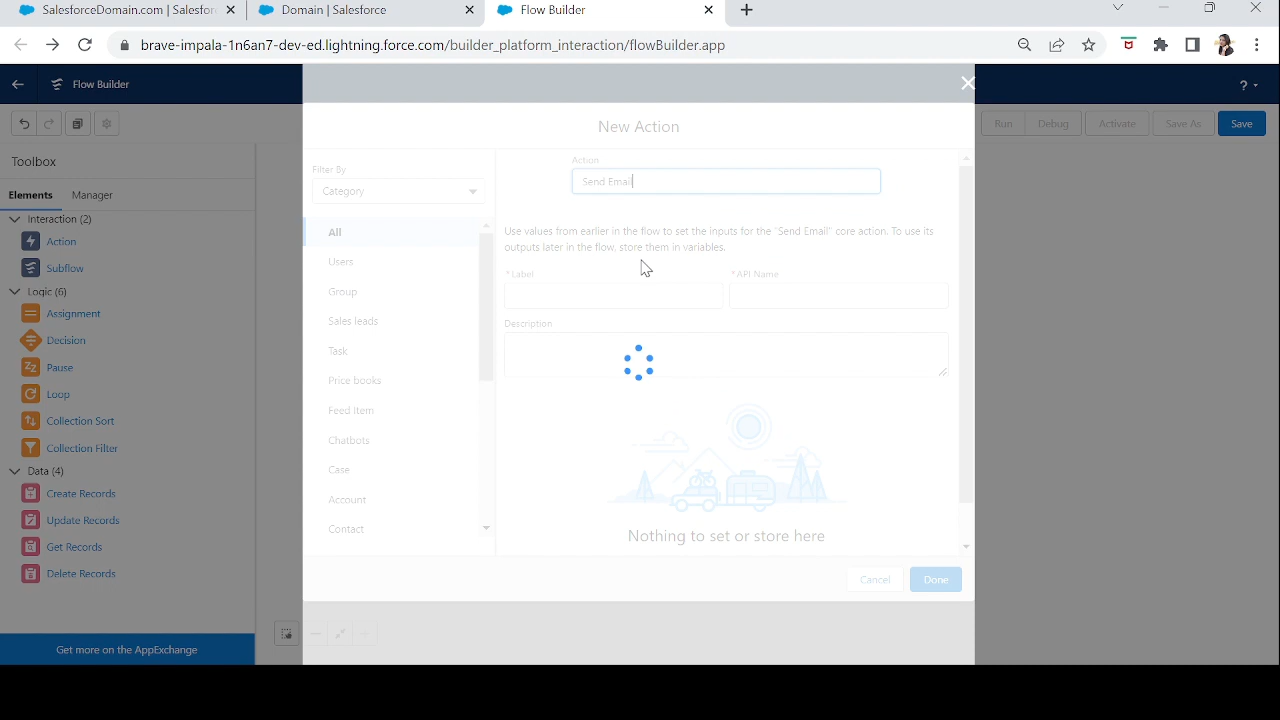 SalesforceDomain.com | Salesfor
Domain | Salesforce
Flow Builder
brave-impala-1n6an7-dev-ed.lightning.force.com/builder_platform_interaction/flowBuilder.app
Flow Builder
?
Run
Debug
Activate
Save As
Save
Toolbox
Elements
Manager
Interaction (2)
Action
Subflow
Logic (6)
Assignment
Decision
Pause
Loop
Collection Sort
Collection Filter
Data (4)
Create Records
Update Records
Get Records
Delete Records
Get more on the AppExchange
New Action
Filter By
Category
All
Users
Group
Sales leads
Task
Price books
Feed Item
Chatbots
Case
Account
Contact
Action
Send Email
Use values from earlier in the flow to set the inputs for the "Send Email" core action. To use its
outputs later in the flow, store them in variables.
*Label
*API Name
Description
Nothing to set or store here
Cancel
Done